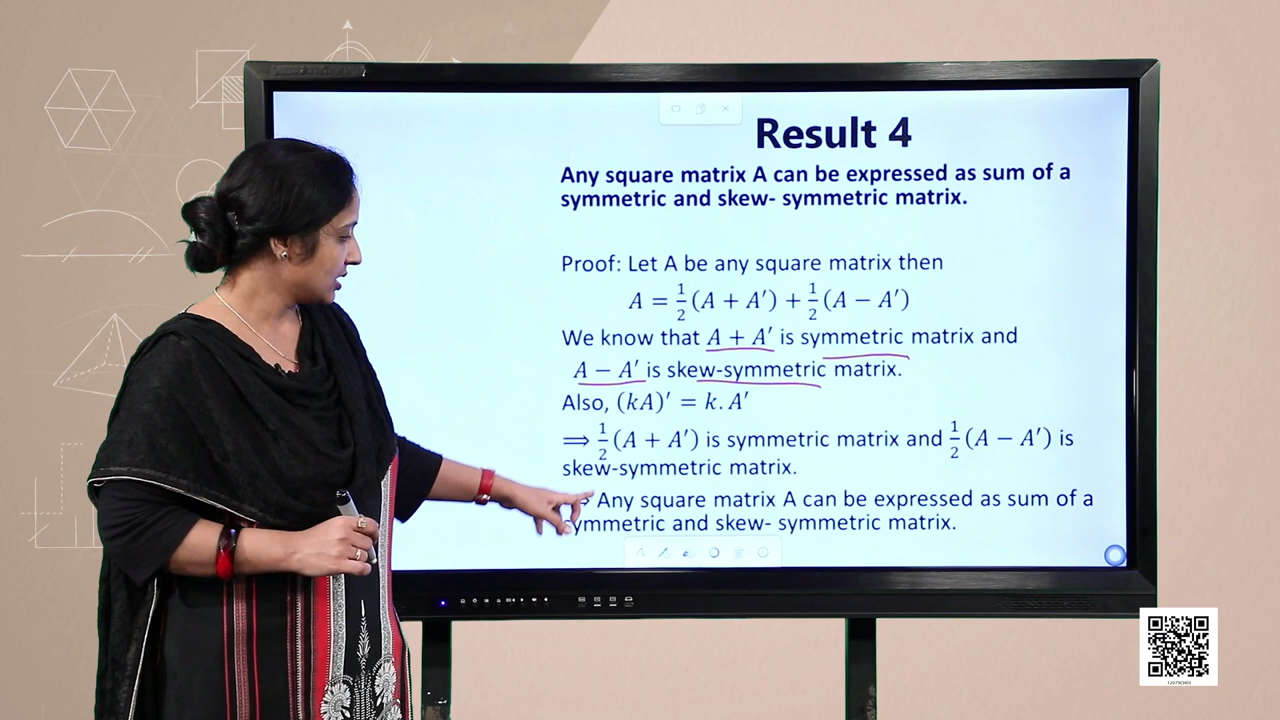 Result 4
Any square matrix A can be expressed as sum of a
symmetric and skew- symmetric matrix.
Proof: Let A be any square matrix then
A = 1/2 (A + A′) + 1/2 (A − A′)
We know that A + A′ is symmetric matrix and
A − A′ is skew-symmetric matrix.
Also, (kA)′ = k. A′
⟹ 1/2 (A + A′) is symmetric matrix and 1/2 (A − A′) is
skew-symmetric matrix.
Any square matrix A can be expressed as sum of a
symmetric and skew- symmetric matrix.